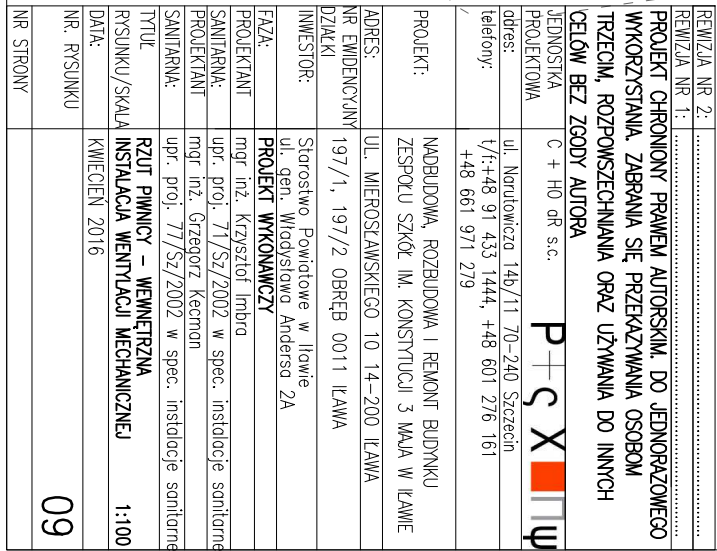 REWIZJA NR 2: ......................................................
REWIZJA NR 1: ......................................................
PROJEKT CHRONIONY PRAWEM AUTORSKIM. DO JEDNORAZOWEGO
WYKORZYSTANIA. ZABRANIA SIĘ PRZEKAZYWANIA OSOBOM
TRZECIM, ROZPOWSZECHNIANIA ORAZ UŻYWANIA DO INNYCH
CELÓW BEZ ZGODY AUTORA
JEDNOSTKA PROJEKTOWA
C + HO aR s.c.
adres:
ul. Narutowicza 14b/11 70-240 Szczecin
telefony:
t/f:+48 91 433 1444, +48 601 276 161
+48 661 971 279
PROJEKT:
NADBUDOWA, ROZBUDOWA I REMONT BUDYNKU
ZESPOŁU SZKÓŁ IM. KONSTYTUCJI 3 MAJA W IŁAWIE
ADRES:
UL. MIEROSŁAWSKIEGO 10 14-200 IŁAWA
NR EWIDENCYJNY
DZIAŁKI
197/1, 197/2 OBRĘB 0011 IŁAWA
INWESTOR:
Starostwo Powiatowe w Iławie
ul. gen. Władysława Andersa 2A
FAZA:
PROJEKT WYKONAWCZY
PROJEKTANT
SANITARNA:
mgr inż. Krzysztof Imbra
upr. proj. 71/Sz/2002 w spec. instalacje sanitarne
PROJEKTANT
SANITARNA:
mgr inż. Grzegorz Kecman
upr. proj. 777/Sz/2002 w spec. instalacje sanitarne
TYTUŁ
RYSUNKU/SKALA
RZUT PIWNICY – WEWNĘTRZNA
INSTALACJA WENTYLACJI MECHANICZNEJ 1:100
DATA:
KWIECIEŃ 2016
NR. RYSUNKU
09
NR STRONY